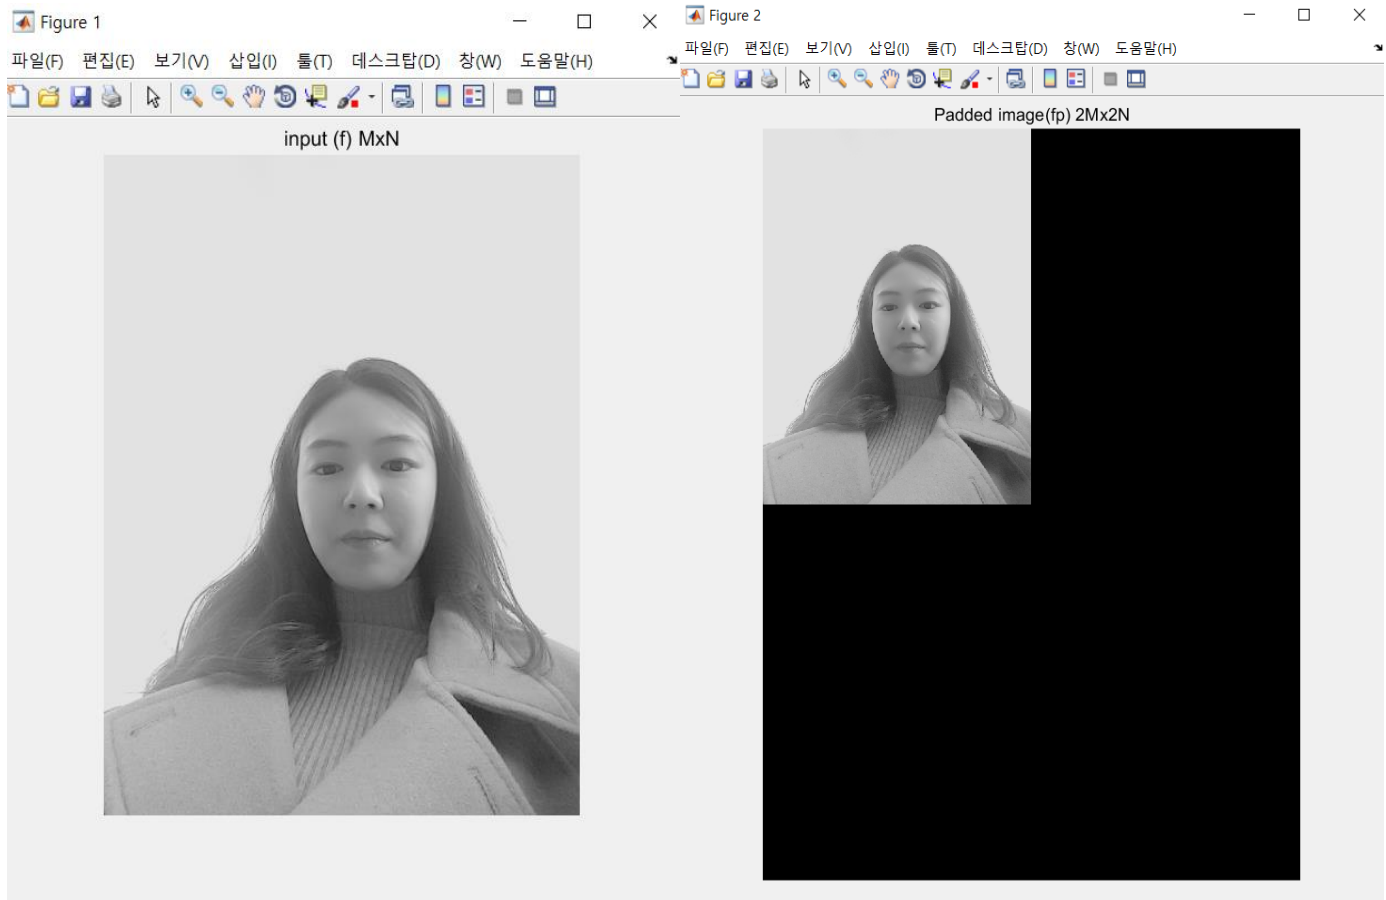 Figure 1
파일(F) 편집(E) 보기(V) 삽입(I) 툴(T) 데스크탑(D) 창(W) 도움말(H)
input (f) MxN
Figure 2
파일(F) 편집(E) 보기(V) 삽입(I) 툴(T) 데스크탑(D) 창(W) 도움말(H)
Padded image(fp) 2Mx2N